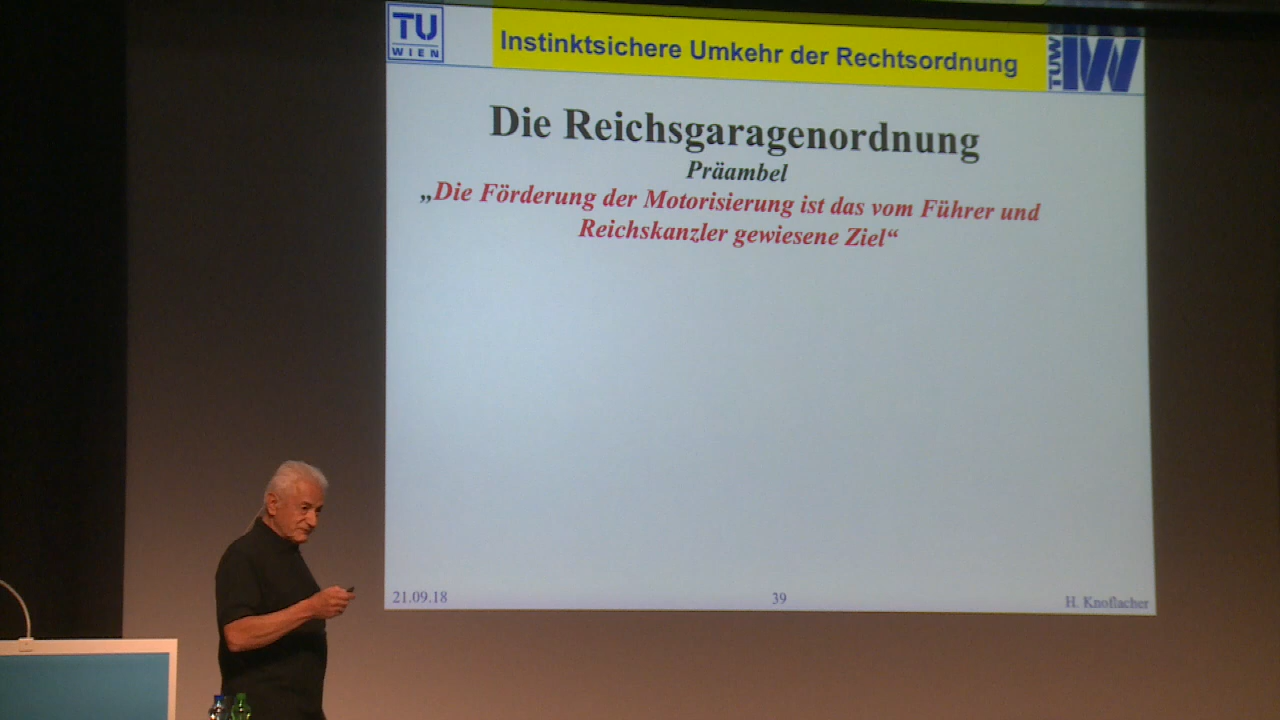 TU
WIEN
Instinktsichere Umkehr der Rechtsordnung
TUW
IVV
Die Reichsgaragenordnung
Präambel
„Die Förderung der Motorisierung ist das vom Führer und
Reichskanzler gewiesene Ziel“
21.09.18
39
H. Knoflacher